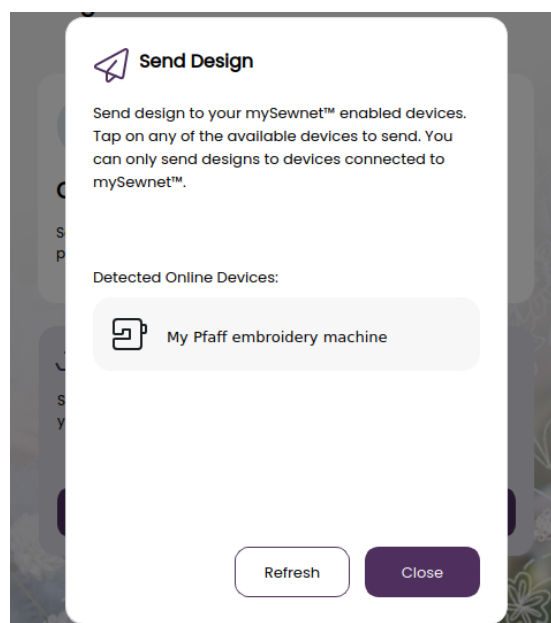 Send Design
Send design to your mySewnet™ enabled devices.
Tap on any of the available devices to send. You
can only send designs to devices connected to
mySewnet™.
Detected Online Devices:
My Pfaff embroidery machine
Refresh
Close